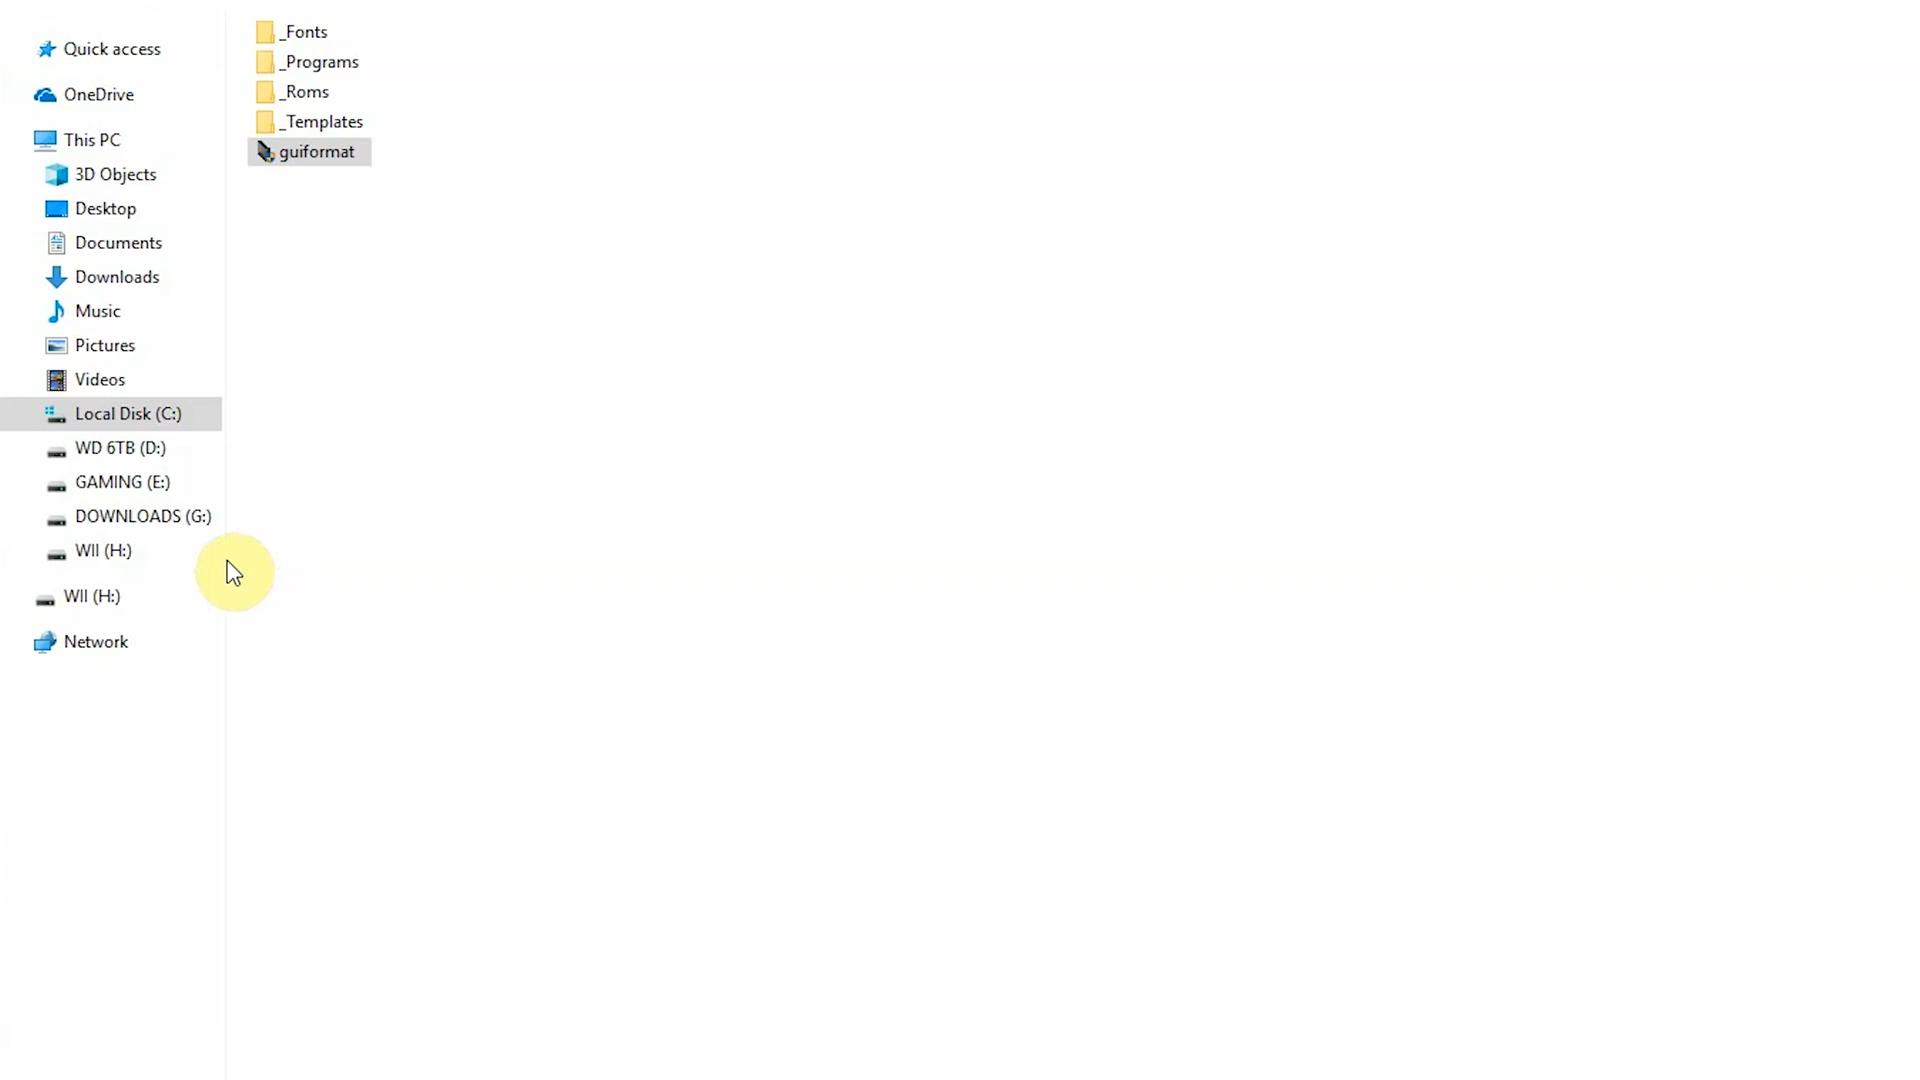 Quick access
OneDrive
This PC
3D Objects
Desktop
Documents
Downloads
Music
Pictures
Videos
Local Disk (C:)
WD 6TB (D:)
GAMING (E:)
DOWNLOADS (G:)
WII (H:)
WII (H:)
Network
_Fonts
_Programs
_Roms
_Templates
guiformat